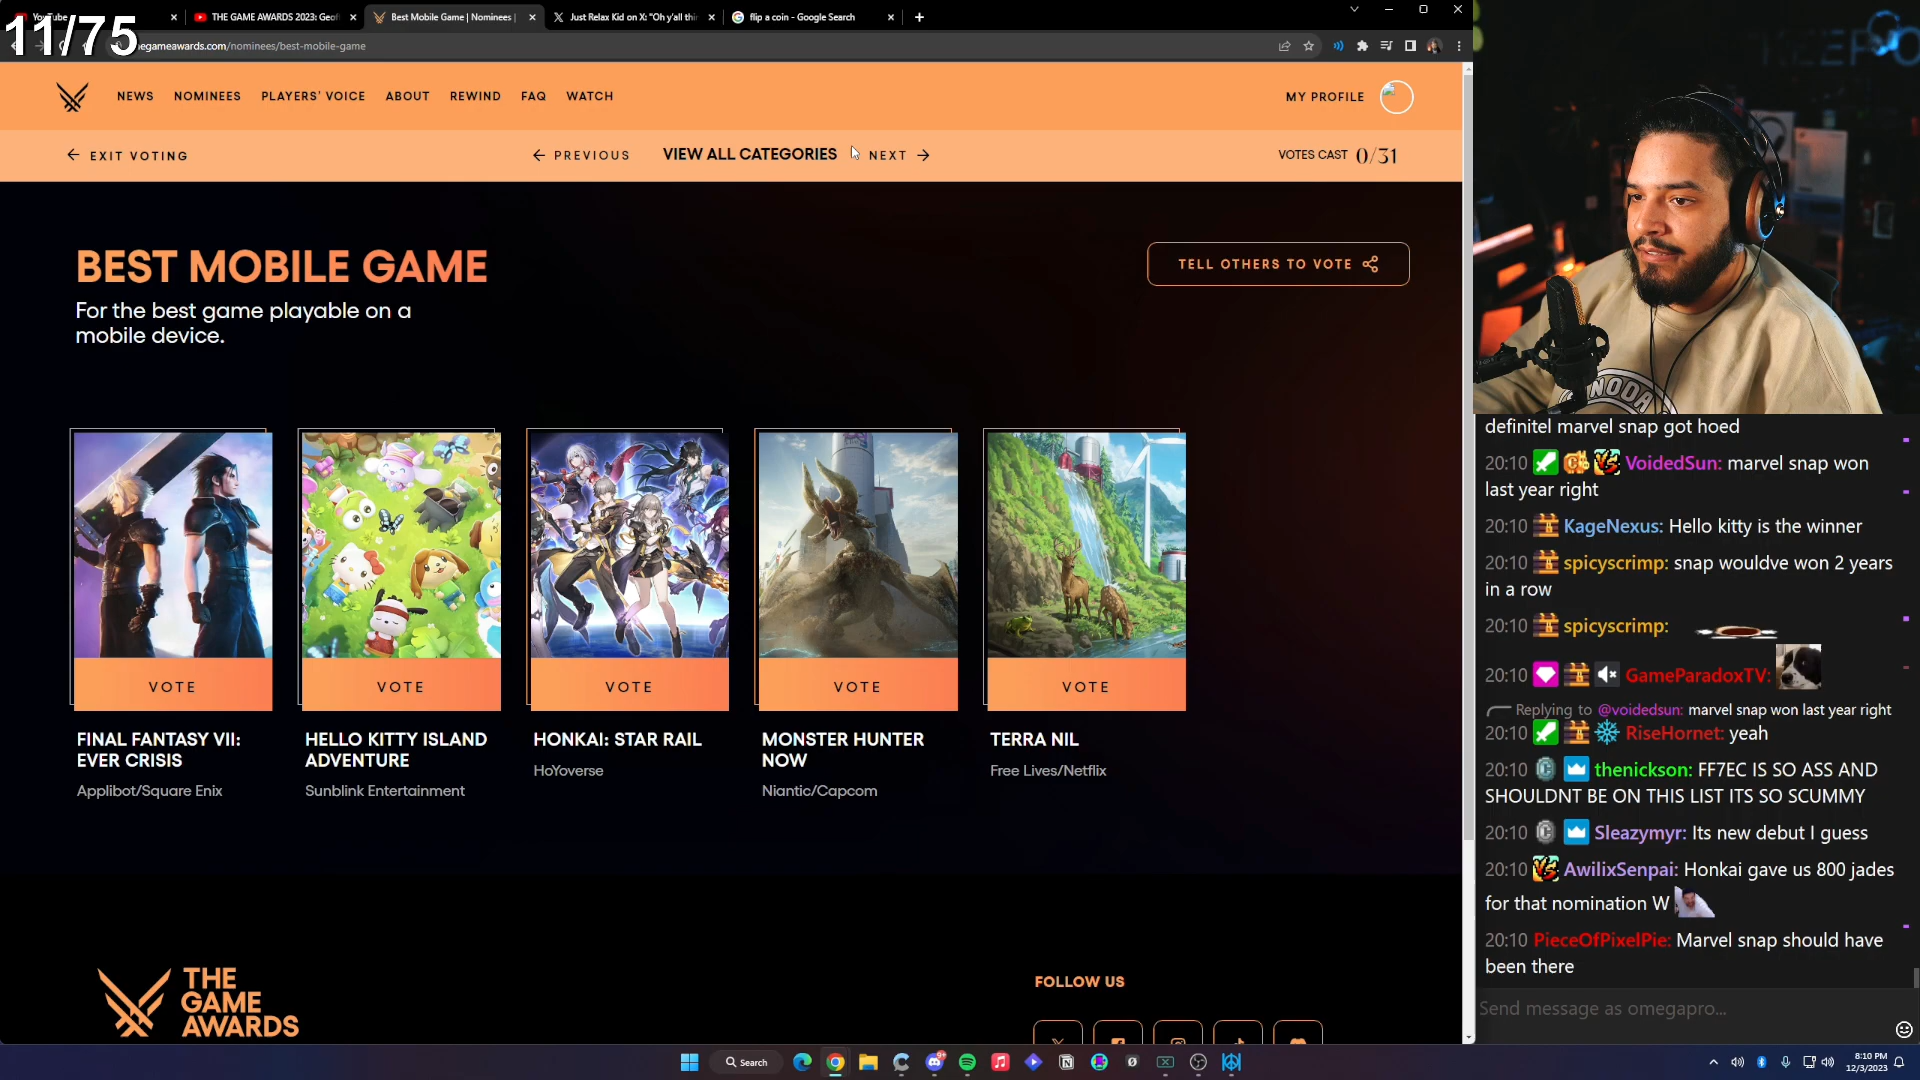 11/75
YouTube
THE GAME AWARDS 2023: Geoff
Best Mobile Game | Nominees |
Just Relax Kid on X: "Oh y'all thin
flip a coin - Google Search
egameawards.com/nominees/best-mobile-game
NEWS
NOMINEES
PLAYERS' VOICE
ABOUT
REWIND
FAQ
WATCH
MY PROFILE
EXIT VOTING
PREVIOUS
VIEW ALL CATEGORIES
NEXT
VOTES CAST 0/31
BEST MOBILE GAME
For the best game playable on a
mobile device.
TELL OTHERS TO VOTE
VOTE
VOTE
VOTE
VOTE
VOTE
FINAL FANTASY VII:
EVER CRISIS
Applibot/Square Enix
HELLO KITTY ISLAND
ADVENTURE
Sunblink Entertainment
HONKAI: STAR RAIL
HoYoverse
MONSTER HUNTER
NOW
Niantic/Capcom
TERRA NIL
Free Lives/Netflix
THE
GAME
AWARDS
FOLLOW US
NOOA
definitel marvel snap got hoed
20:10 VoidedSun: marvel snap won
last year right
20:10 KageNexus: Hello kitty is the winner
20:10 spicyscrimp: snap wouldve won 2 years
in a row
20:10 spicyscrimp:
20:10 GameParadoxTV:
Replying to @voidedsun: marvel snap won last year right
20:10 RiseHornet: yeah
20:10 thenickson: FF7EC IS SO ASS AND
SHOULDNT BE ON THIS LIST ITS SO SCUMMY
20:10 Sleazymyr: Its new debut I guess
20:10 AwilixSenpai: Honkai gave us 800 jades
for that nomination W
20:10 PieceOfPixelPie: Marvel snap should have
been there
Send message as omegapro...
Search
8:10 PM
12/3/2023